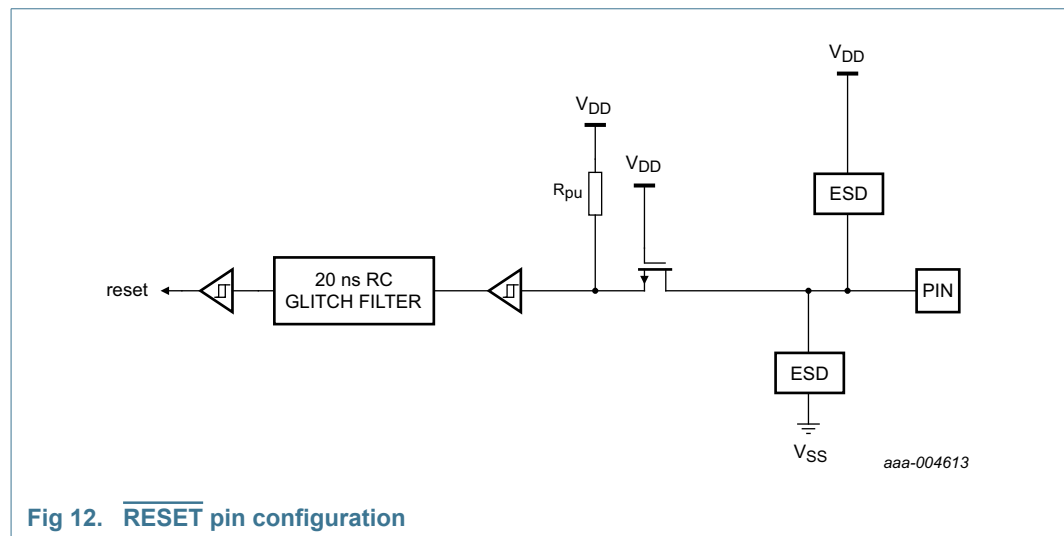 VDD
VDD
VDD
Rpu
ESD
reset
20 ns RC
GLITCH FILTER
PIN
ESD
VSS
aaa-004613
Fig 12. RESET pin configuration